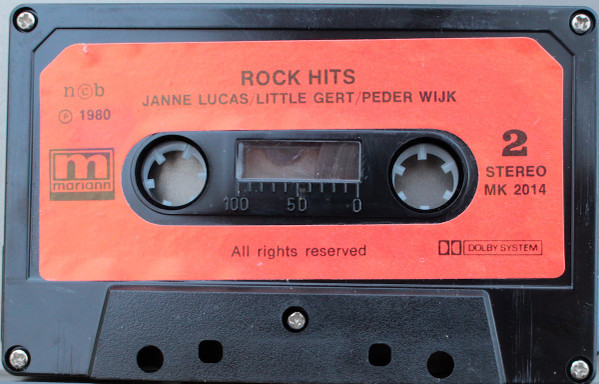 ROCK HITS
JANNE LUCAS/LITTLE GERT/PEDER WIJK
n©b
℗ 1980
m
mariann
2
STEREO
MK 2014
100 50 0
All rights reserved
DOLBY SYSTEM